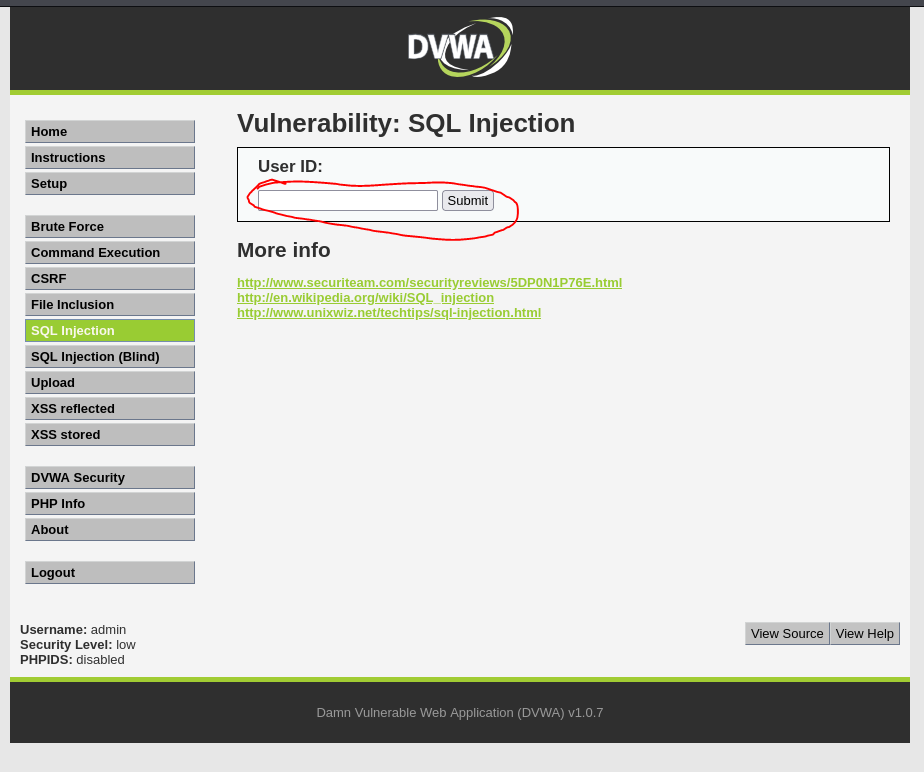 DVWA
Home
Instructions
Setup
Brute Force
Command Execution
CSRF
File Inclusion
SQL Injection
SQL Injection (Blind)
Upload
XSS reflected
XSS stored
DVWA Security
PHP Info
About
Logout
Vulnerability: SQL Injection
User ID:
Submit
More info
http://www.securiteam.com/securityreviews/5DP0N1P76E.html
http://en.wikipedia.org/wiki/SQL_injection
http://www.unixwiz.net/techtips/sql-injection.html
Username: admin
Security Level: low
PHPIDS: disabled
View Source View Help
Damn Vulnerable Web Application (DVWA) v1.0.7